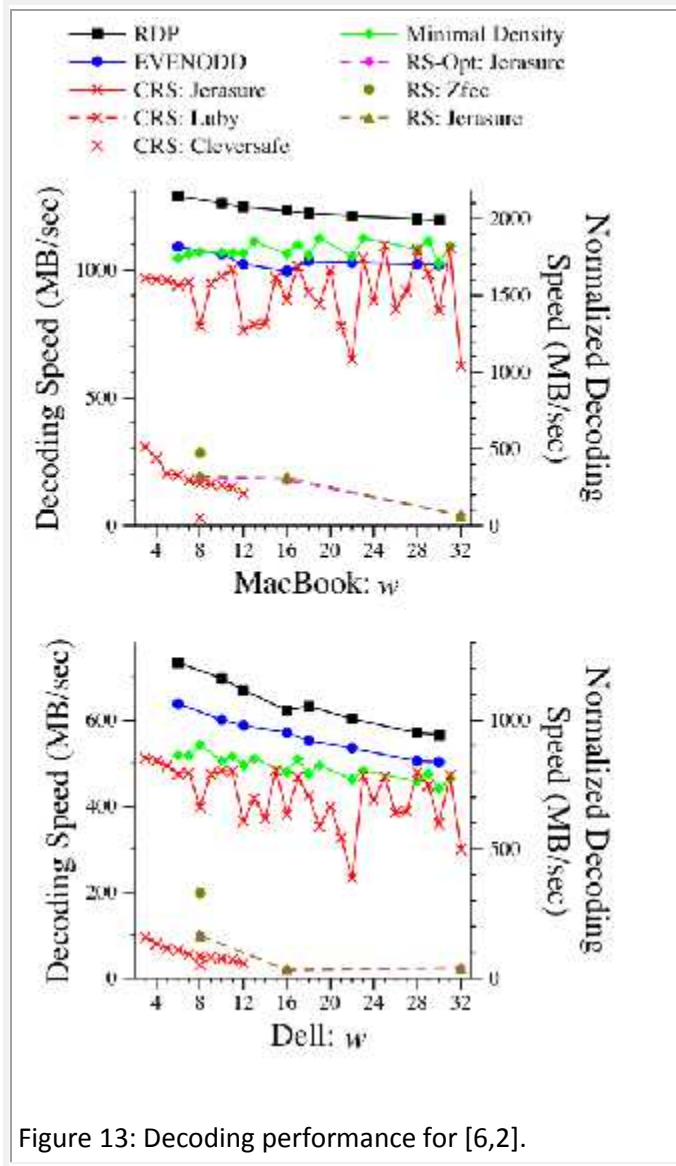 RDP
EVENODD
CRS: Jerasure
CRS: Luby
CRS: Cleversafe
Minimal Density
RS-Opt: Jerasure
RS: Zfec
RS: Jerasure
Decoding Speed (MB/sec)
1000
500
0
2000
1500
1000
500
0
Normalized Decoding
Speed (MB/sec)
4 8 12 16 20 24 28 32
MacBook: w
Decoding Speed (MB/sec)
600
400
200
0
1000
500
0
Normalized Decoding
Speed (MB/sec)
4 8 12 16 20 24 28 32
Dell: w
Figure 13: Decoding performance for [6,2].